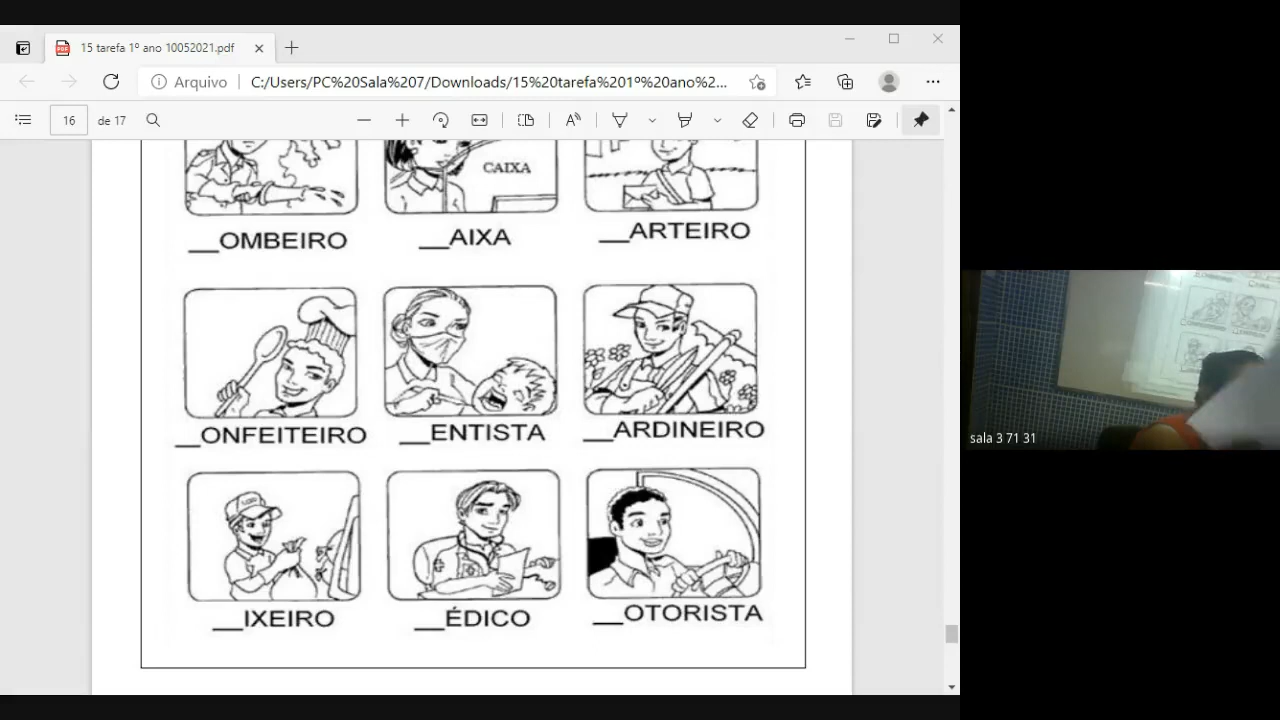 15 tarefa 1º ano 10052021.pdf
Arquivo
C:/Users/PC%20Sala%207/Downloads/15%20tarefa%201º%20ano%2...
16 de 17
CAIXA
__OMBEIRO __AIXA __ARTEIRO
__ONFEITEIRO __ENTISTA __ARDINEIRO
__IXEIRO __ÉDICO __OTORISTA
sala 3 71 31